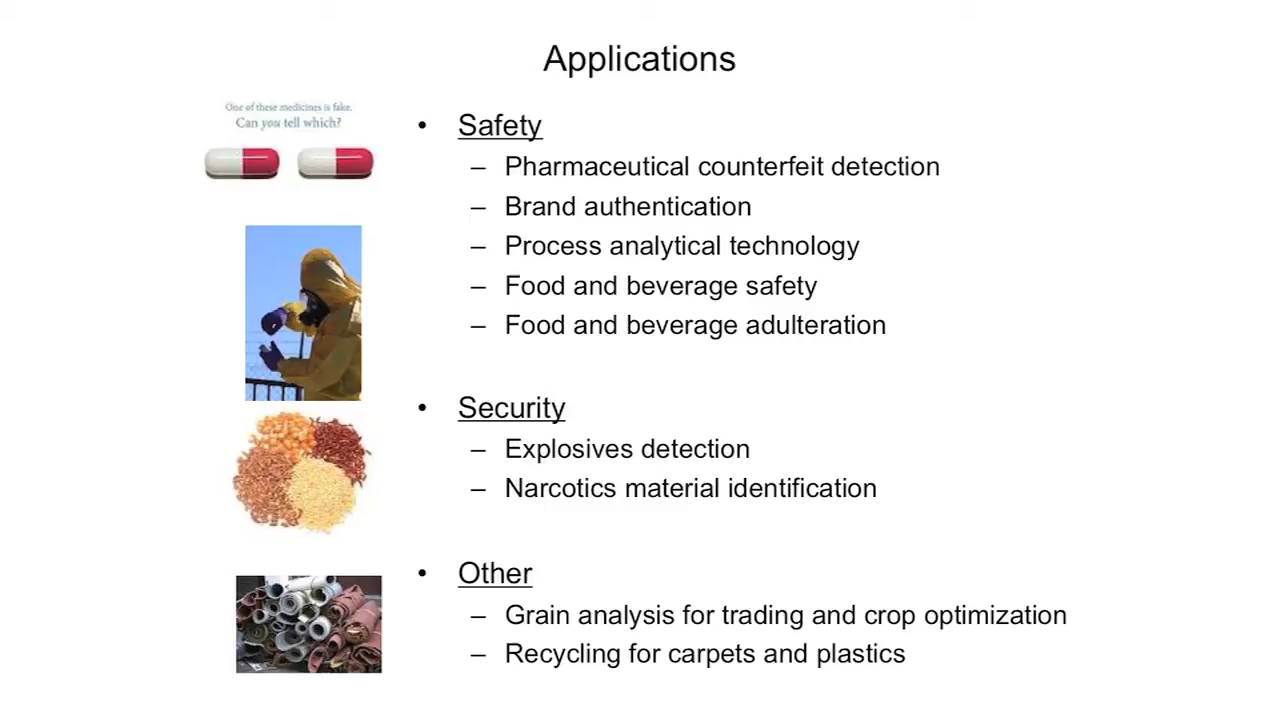 Applications
One of these medicines is fake.
Can you tell which?
• Safety
– Pharmaceutical counterfeit detection
– Brand authentication
– Process analytical technology
– Food and beverage safety
– Food and beverage adulteration
• Security
– Explosives detection
– Narcotics material identification
• Other
– Grain analysis for trading and crop optimization
– Recycling for carpets and plastics